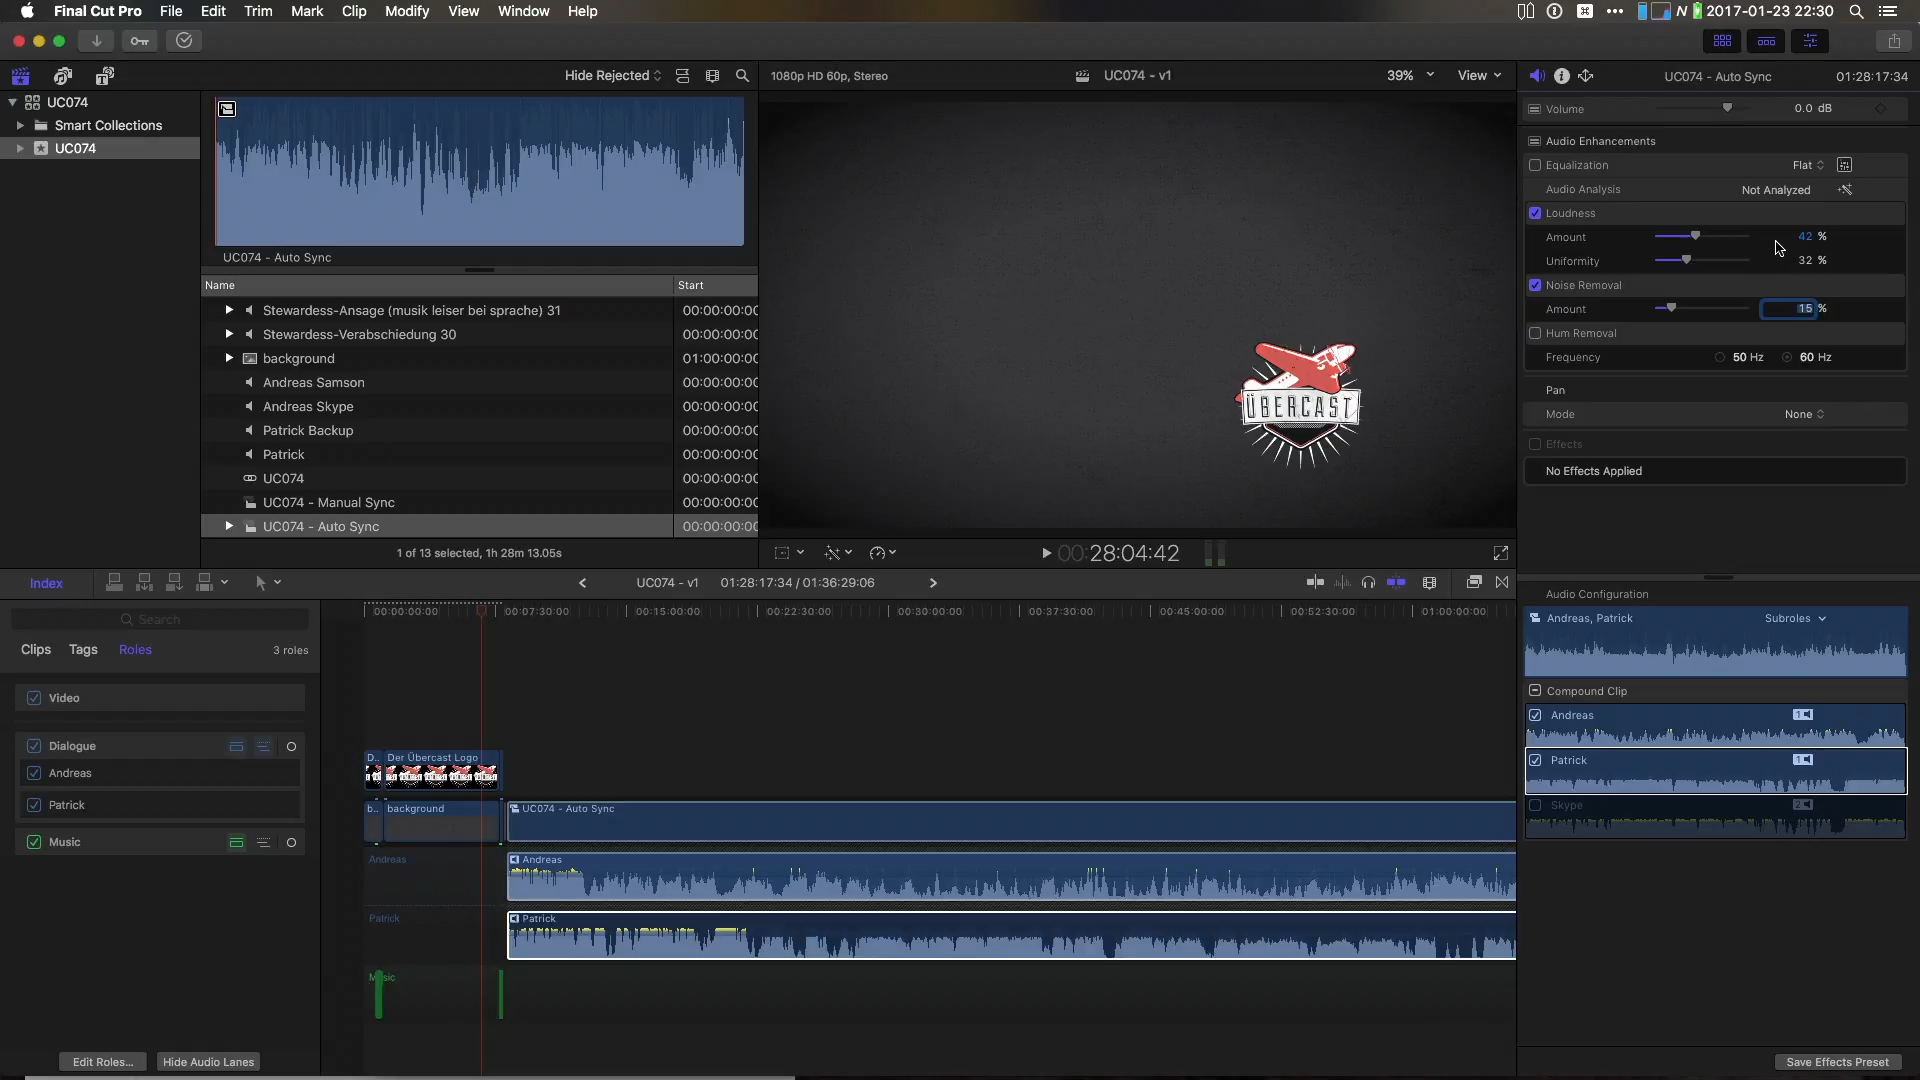 Final Cut Pro File Edit Trim Mark Clip Modify View Window Help 2017-01-23 22:30
Hide Rejected
1080p HD 60p, Stereo
UC074 - v1
39%
View
UC074 - Auto Sync
01:28:17:34
UC074
Smart Collections
UC074
UC074 - Auto Sync
Name Start
Stewardess-Ansage (musik leiser bei sprache) 31 00:00:00:00
Stewardess-Verabschiedung 30 00:00:00:00
background 01:00:00:00
Andreas Samson 00:00:00:00
Andreas Skype 00:00:00:00
Patrick Backup 00:00:00:00
Patrick 00:00:00:00
UC074 00:00:00:00
UC074 - Manual Sync 00:00:00:00
UC074 - Auto Sync 00:00:00:00
1 of 13 selected, 1h 28m 13.05s
ÜBERCAST
00:28:04:42
Volume 0.0 dB
Audio Enhancements
Equalization Flat
Audio Analysis Not Analyzed
Loudness
Amount 42 %
Uniformity 32 %
Noise Removal
Amount 15 %
Hum Removal
Frequency 50 Hz 60 Hz
Pan
Mode None
Effects
No Effects Applied
Index
UC074 - v1 01:28:17:34 / 01:36:29:06
Search
Clips Tags Roles 3 roles
Video
Dialogue
Andreas
Patrick
Music
Edit Roles... Hide Audio Lanes
00:00:00:00 00:07:30:00 00:15:00:00 00:22:30:00 00:30:00:00 00:37:30:00 00:45:00:00 00:52:30:00 01:00:00:00
D.. Der Übercast Logo
b.. background UC074 - Auto Sync
Andreas Andreas
Patrick Patrick
Music
Audio Configuration
Andreas, Patrick Subroles
Compound Clip
Andreas 1
Patrick 1
Skype 2
Save Effects Preset